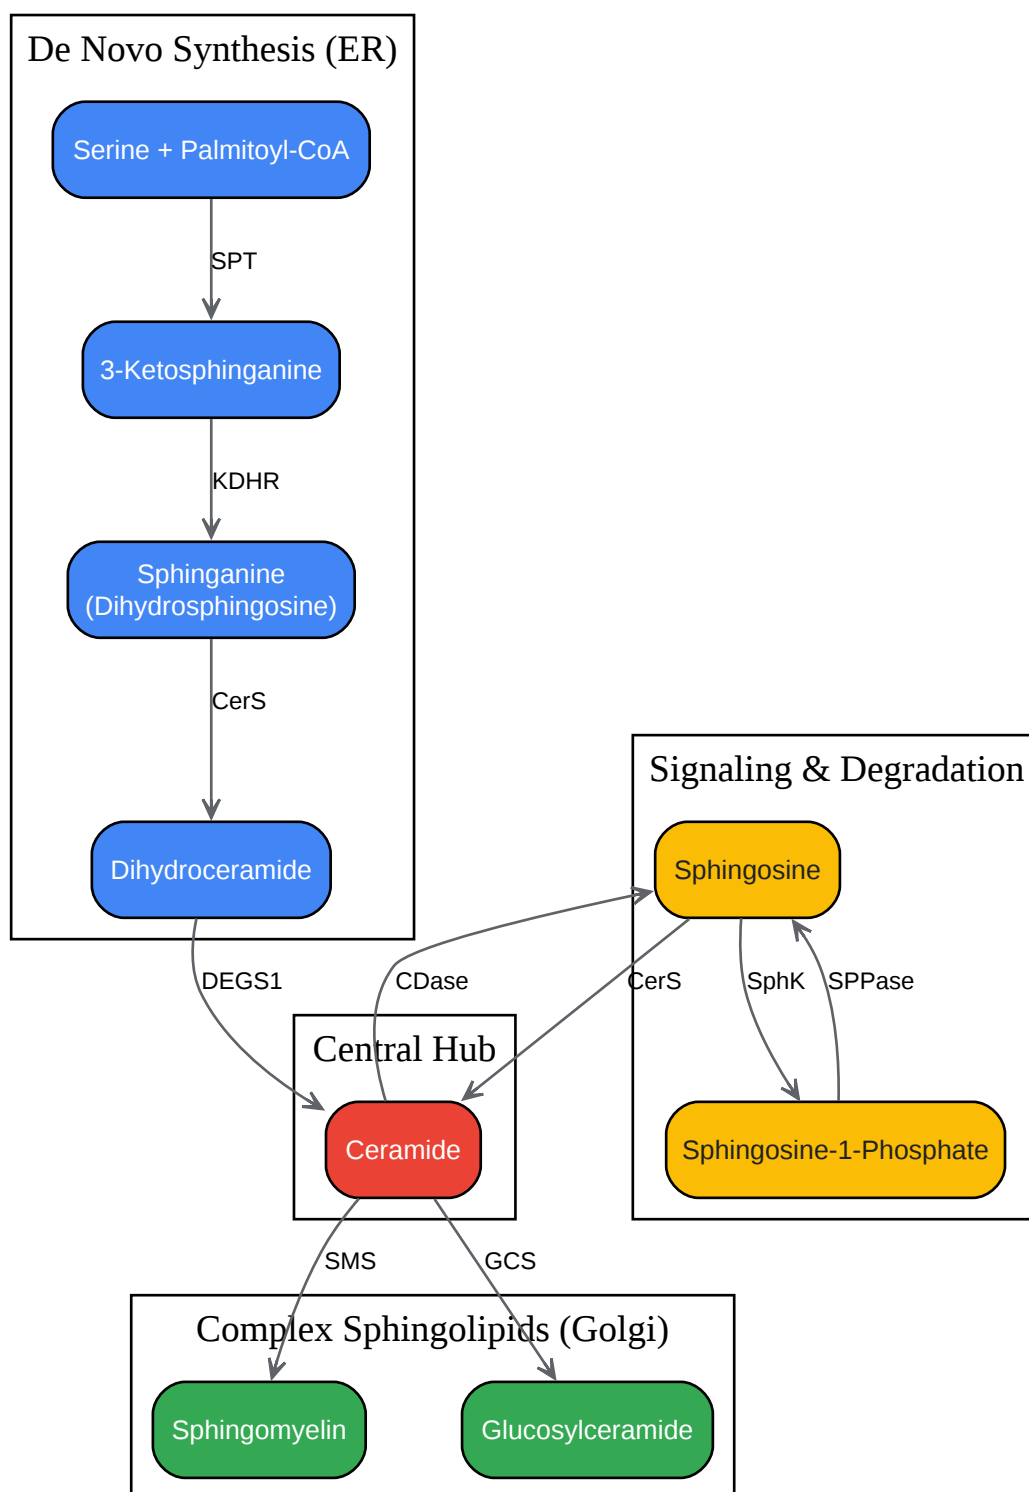 De Novo Synthesis (ER)
Serine + Palmitoyl-CoA
SPT
3-Ketosphinganine
KDHR
Sphinganine
(Dihydrosphingosine)
CerS
Dihydroceramide
Signaling & Degradation
Sphingosine
DEGS1
CDase
CerS
SphK
SPPase
Central Hub
Ceramide
Sphingosine-1-Phosphate
SMS
GCS
Complex Sphingolipids (Golgi)
Sphingomyelin
Glucosylceramide